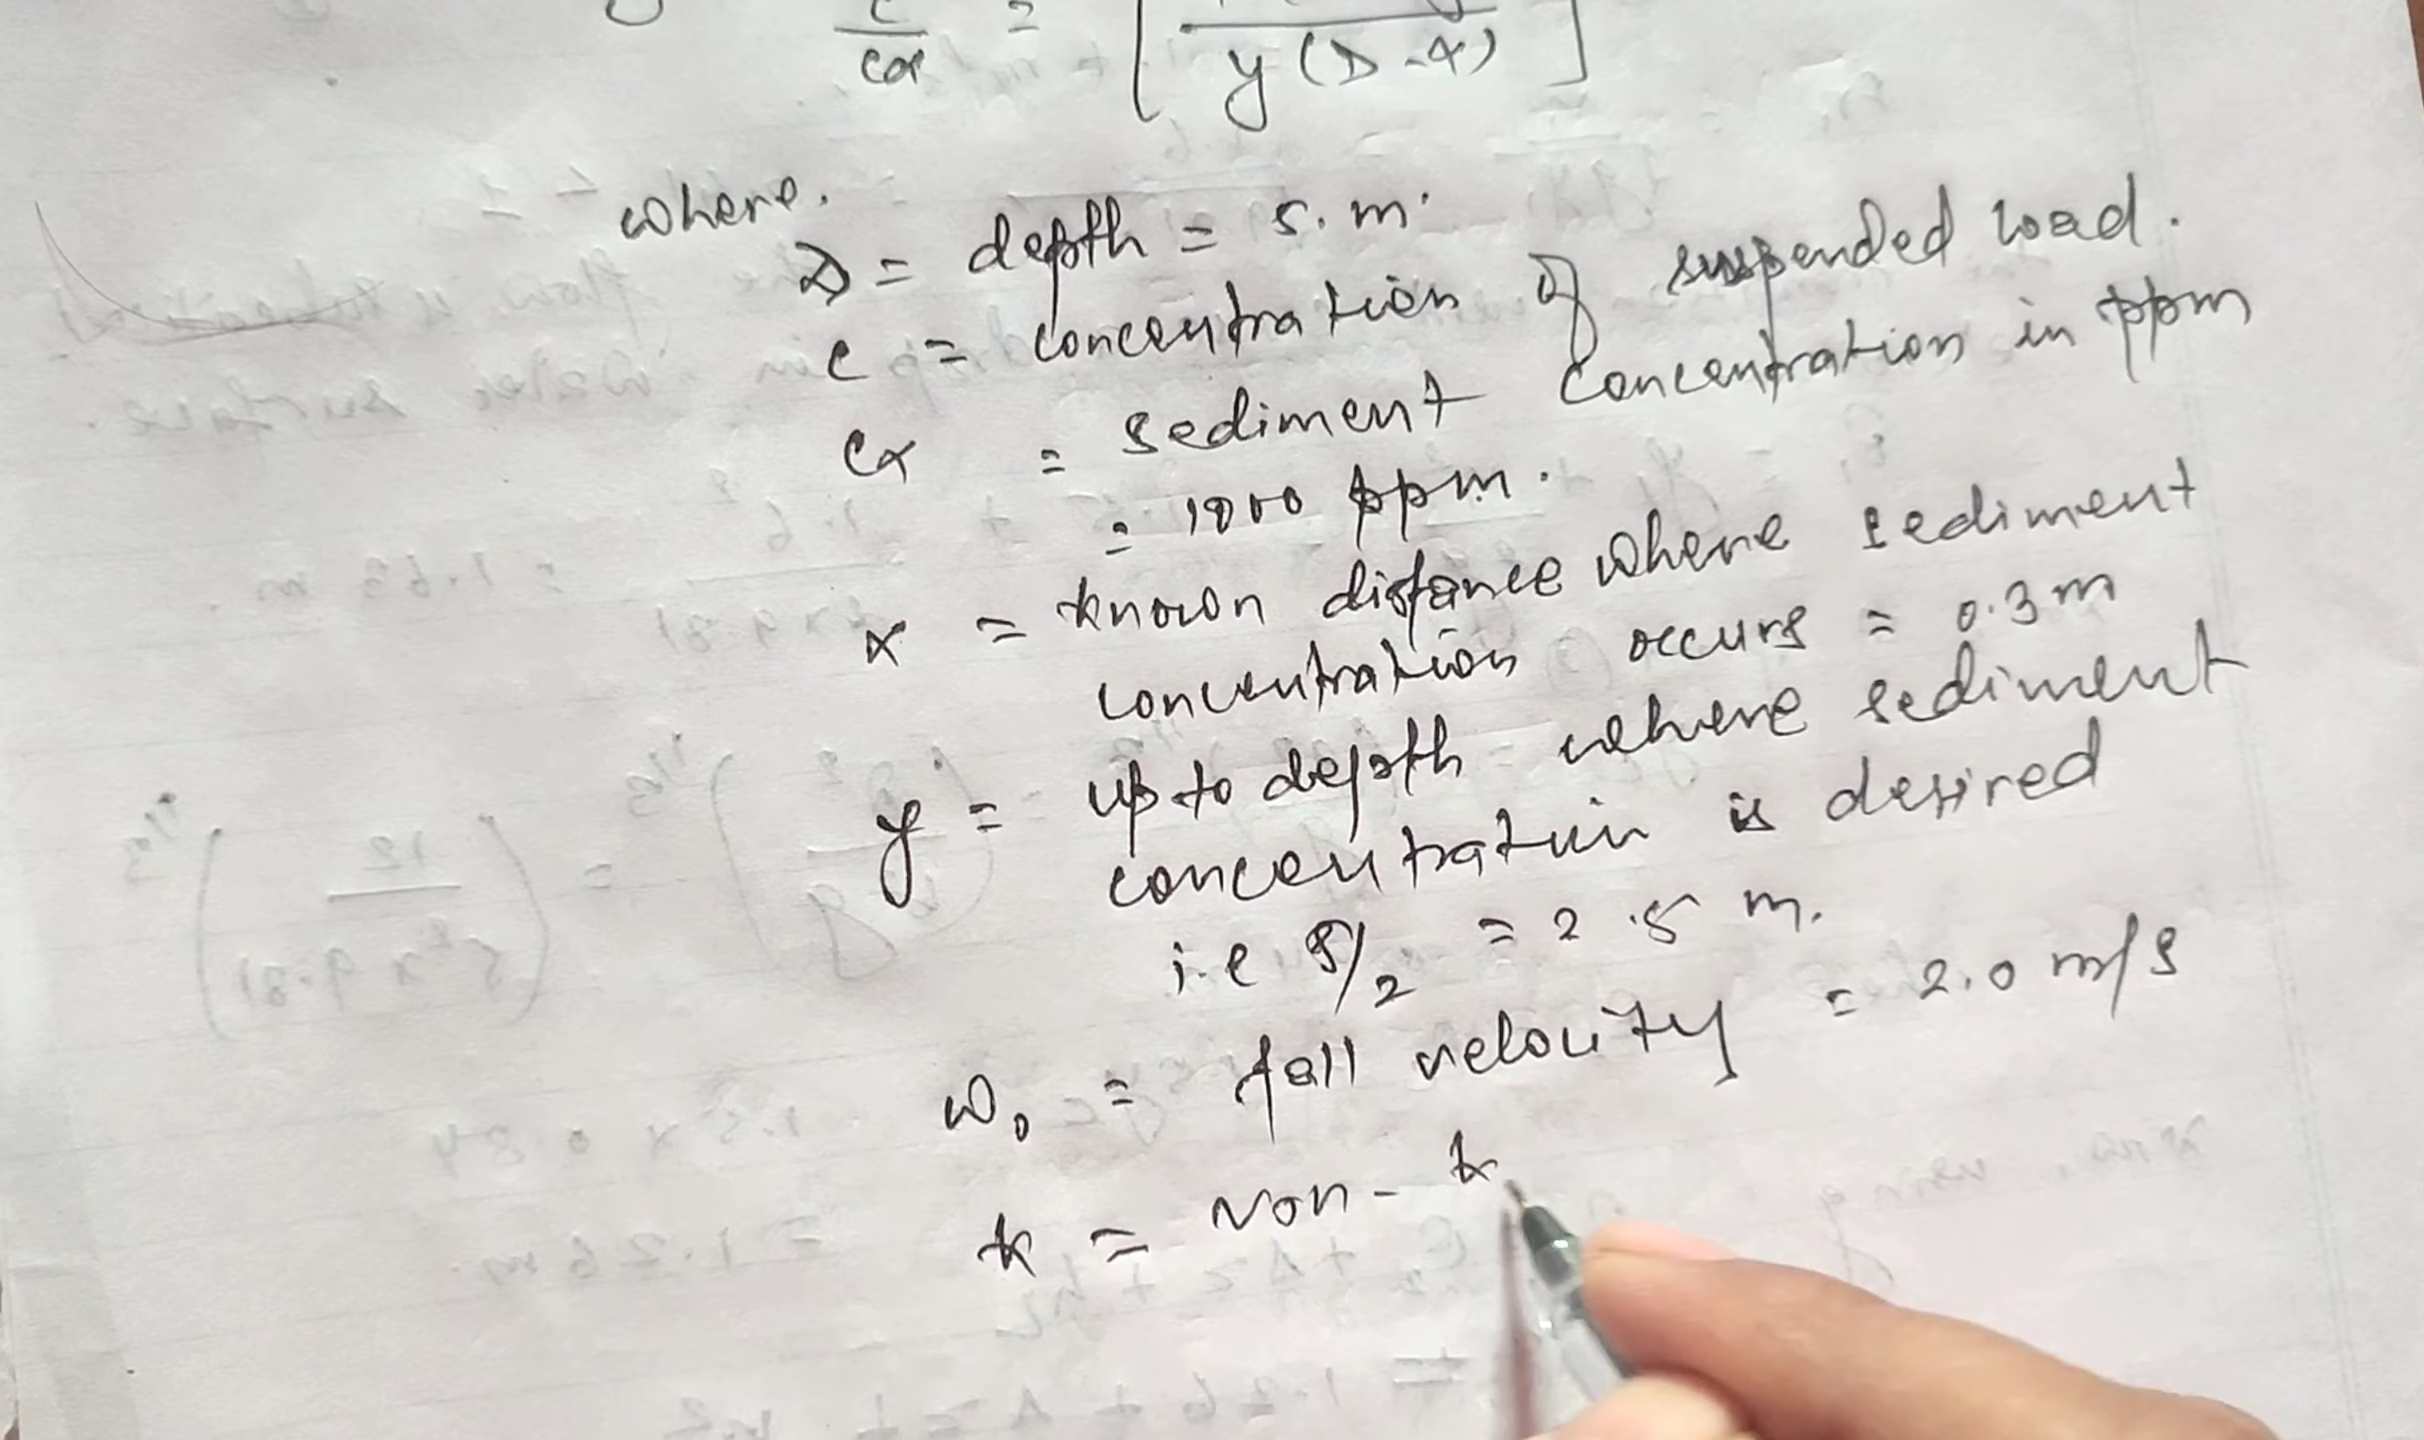 c/cα = [ / y(D-α) ]
where.
D = depth = 5.m.
c = concentration of suspended load.
cα = sediment concentration in ppm
= 1000 ppm.
α = known distance where sediment
concentration occurs = 0.3 m
y = upto depth where sediment
concentration is desired
i.e 5/2 = 2.5 m.
w₀ = fall velocity = 2.0 m/s
k = von - k